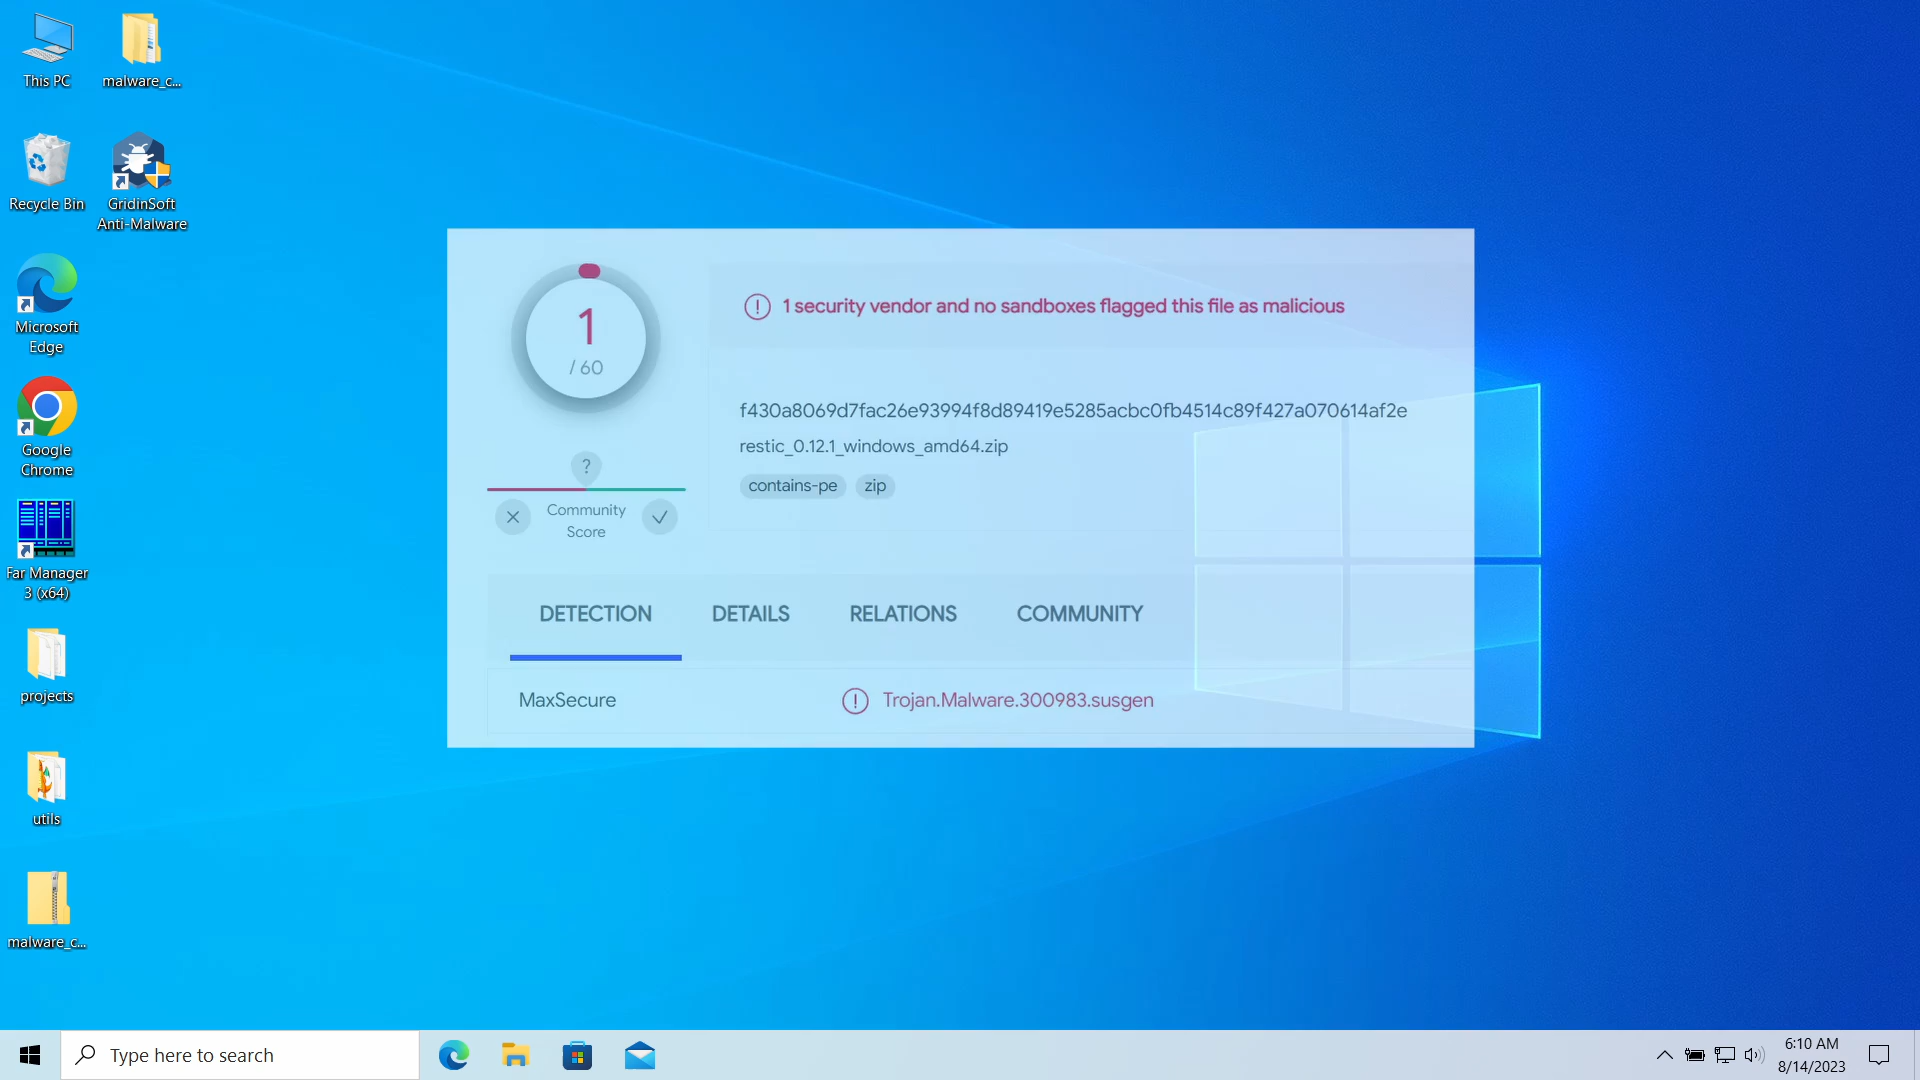 This PC
malware_c...
Recycle Bin
GridinSoft
Anti-Malware
Microsoft
Edge
Google
Chrome
Far Manager
3 (x64)
projects
utils
malware_c...
1
/ 60
?
Community
Score
1 security vendor and no sandboxes flagged this file as malicious
f430a8069d7fac26e93994f8d89419e5285acbc0fb4514c89f427a070614af2e
restic_0.12.1_windows_amd64.zip
contains-pe zip
DETECTION DETAILS RELATIONS COMMUNITY
MaxSecure Trojan.Malware.300983.susgen
Type here to search
6:10 AM
8/14/2023